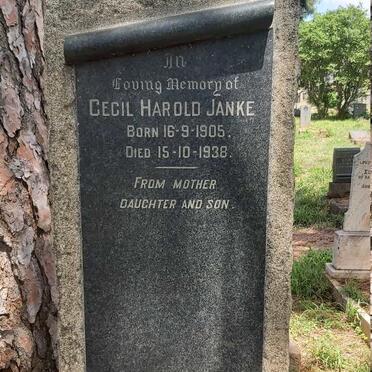 In
Loving Memory of
CECIL HAROLD JANKE
BORN 16-9-1905.
DIED 15-10-1938.
FROM MOTHER
DAUGHTER AND SON.